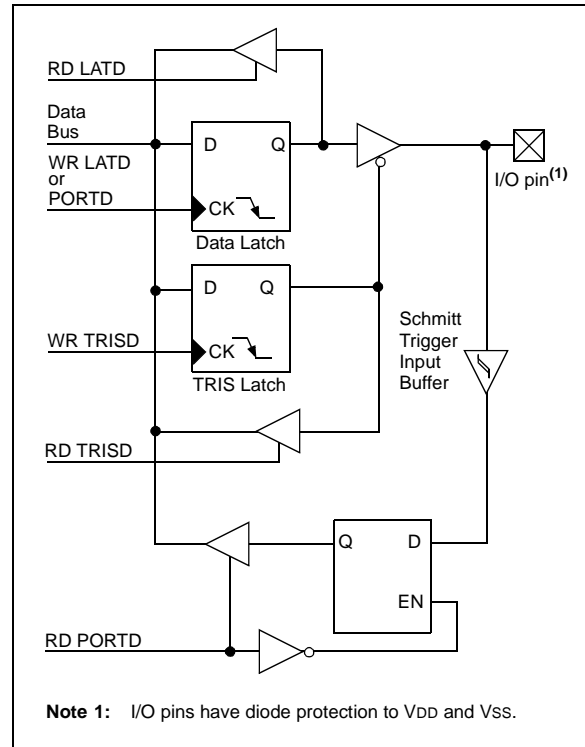 RD LATD
Data
Bus
WR LATD
or
PORTD
D Q
CK
Data Latch
I/O pin(1)
D Q
WR TRISD
CK
TRIS Latch
Schmitt
Trigger
Input
Buffer
RD TRISD
Q D
EN
RD PORTD
Note 1: I/O pins have diode protection to VDD and VSS.